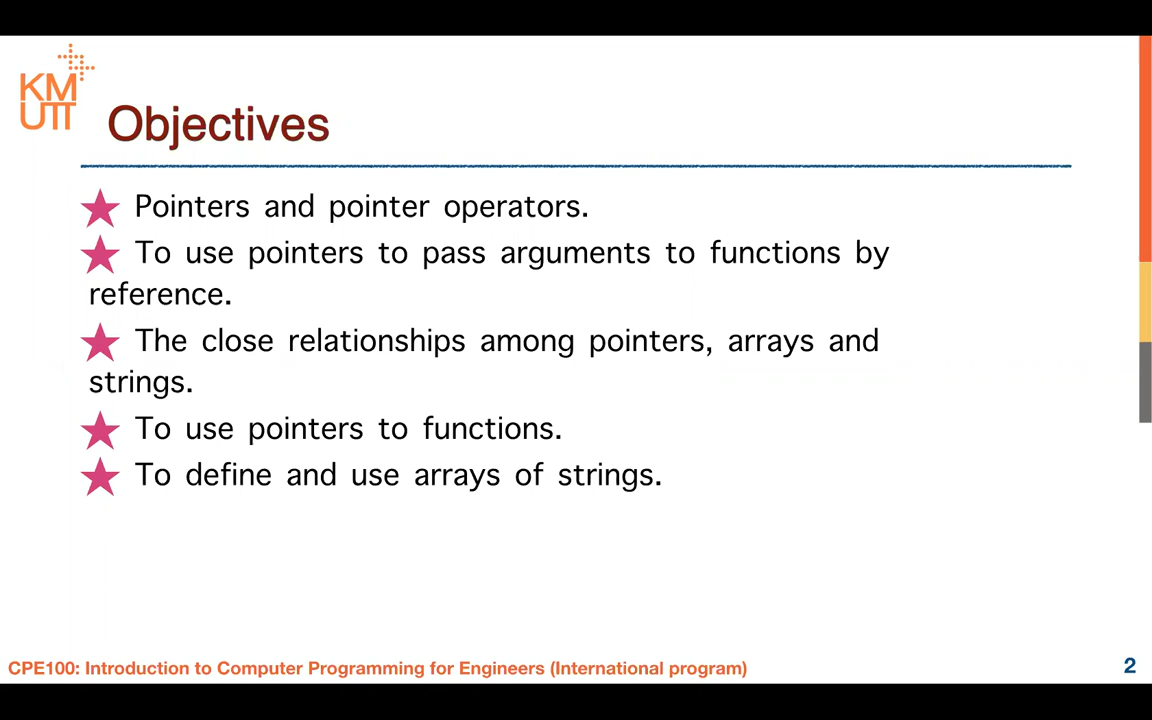 KM
UTT
Objectives
Pointers and pointer operators.
To use pointers to pass arguments to functions by
reference.
The close relationships among pointers, arrays and
strings.
To use pointers to functions.
To define and use arrays of strings.
CPE100: Introduction to Computer Programming for Engineers (International program)
2